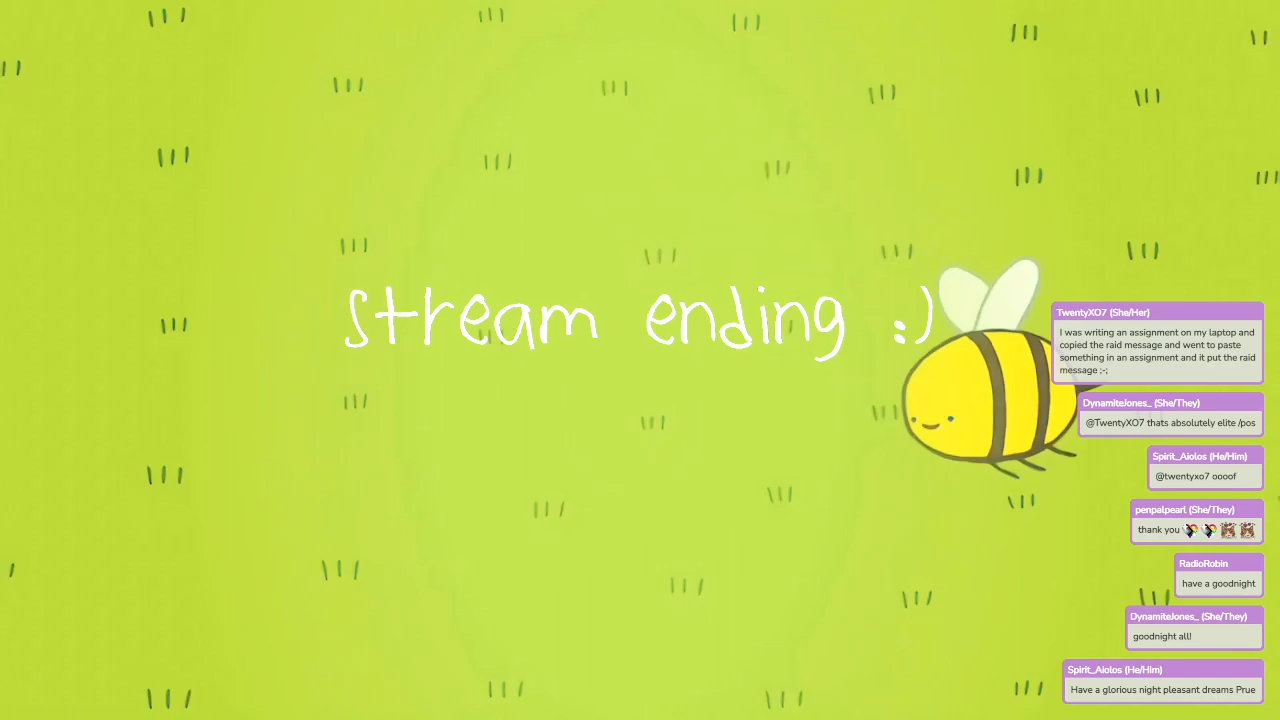 stream ending :)
TwentyXO7 (She/Her)
I was writing an assignment on my laptop and
copied the raid message and went to paste
something in an assignment and it put the raid
message ;-;
DynamiteJones_ (She/They)
@TwentyXO7 thats absolutely elite /pos
Spirit_Aiolos (He/Him)
@twentyxo7 oooof
penpalpearl (She/They)
thank you
RadioRobin
have a goodnight
DynamiteJones_ (She/They)
goodnight all!
Spirit_Aiolos (He/Him)
Have a glorious night pleasant dreams Prue